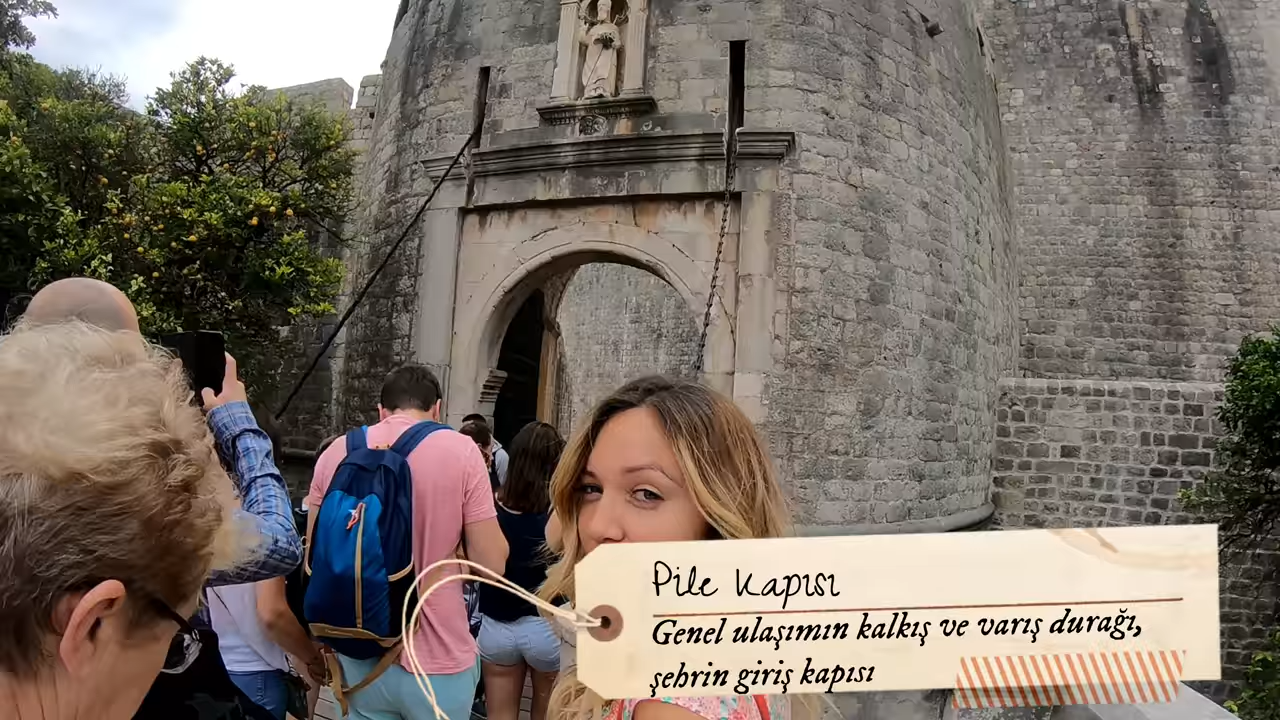 Pile Kapısı
Genel ulaşımın kalkış ve varış durağı,
şehrin giriş kapısı